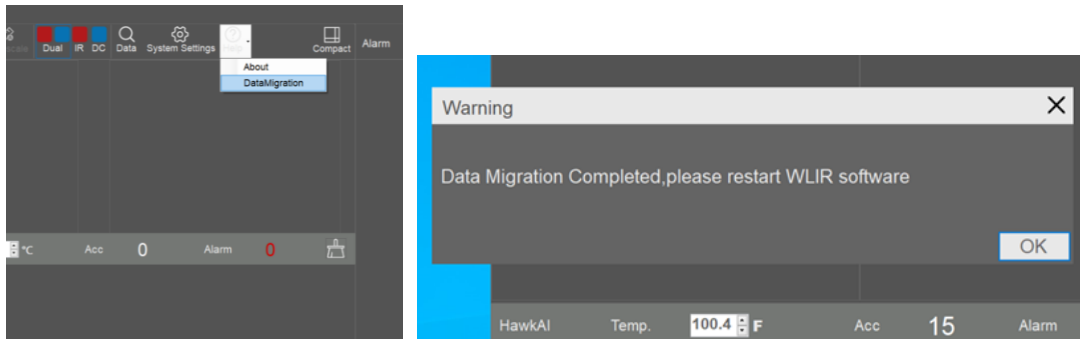 Dual IR DC Data System Settings Compact Alarm
About
DataMigration
°C Acc 0 Alarm 0
Warning
Data Migration Completed,please restart WLIR software
OK
HawkAI Temp. 100.4 F Acc 15 Alarm